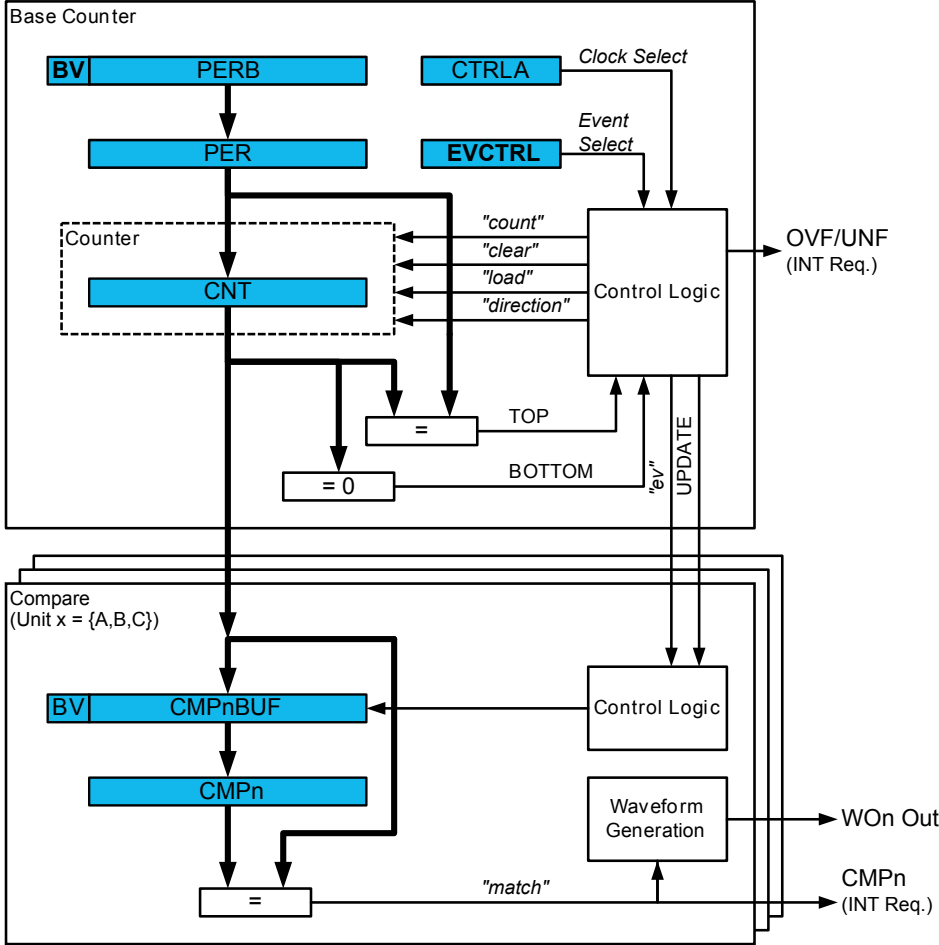 Base Counter
BV
PERB
CTRLA
Clock Select
PER
EVCTRL
Event
Select
Counter
CNT
"count"
"clear"
"load"
"direction"
Control Logic
OVF/UNF
(INT Req.)
=
TOP
= 0
BOTTOM
"ev"
UPDATE
Compare
(Unit x = {A,B,C})
BV
CMPnBUF
Control Logic
CMPn
Waveform
Generation
WOn Out
=
"match"
CMPn
(INT Req.)